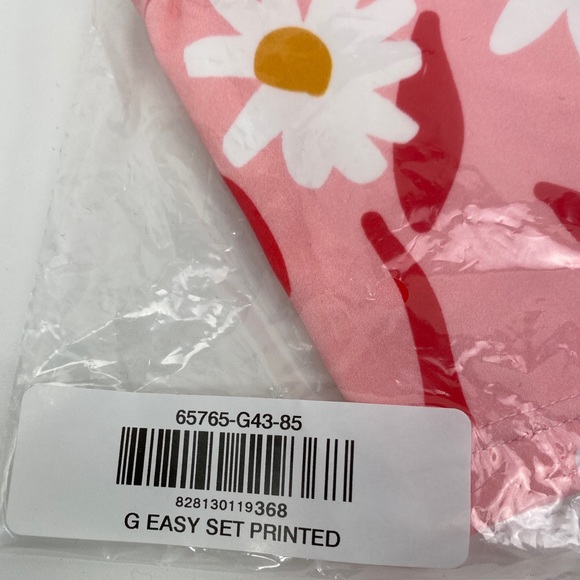 65765-G43-85
828130119368
G EASY SET PRINTED